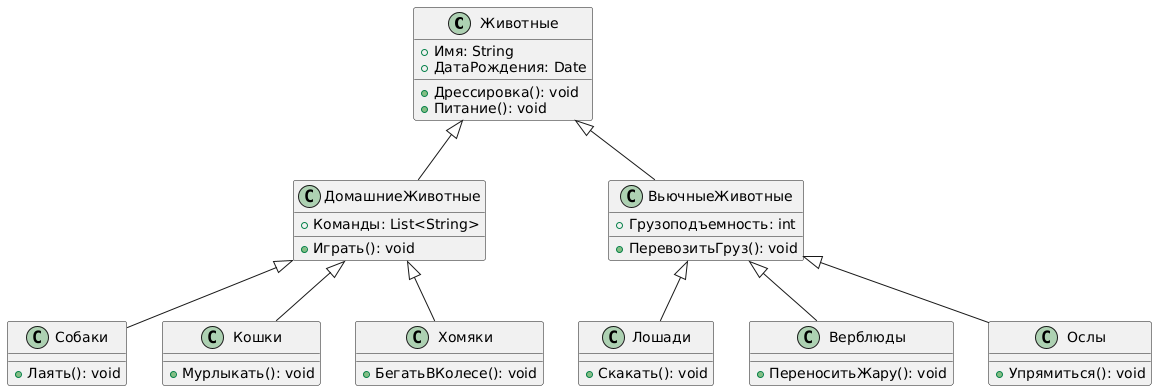 Животные
Имя: String
ДатаРождения: Date
Дрессировка(): void
Питание(): void
ДомашниеЖивотные
Команды: List<String>
Играть(): void
ВьючныеЖивотные
Грузоподъемность: int
ПеревозитьГруз(): void
Собаки
Лаять(): void
Кошки
Мурлыкать(): void
Хомяки
БегатьВКолесе(): void
Лошади
Скакать(): void
Верблюды
ПереноситьЖару(): void
Ослы
Упрямиться(): void